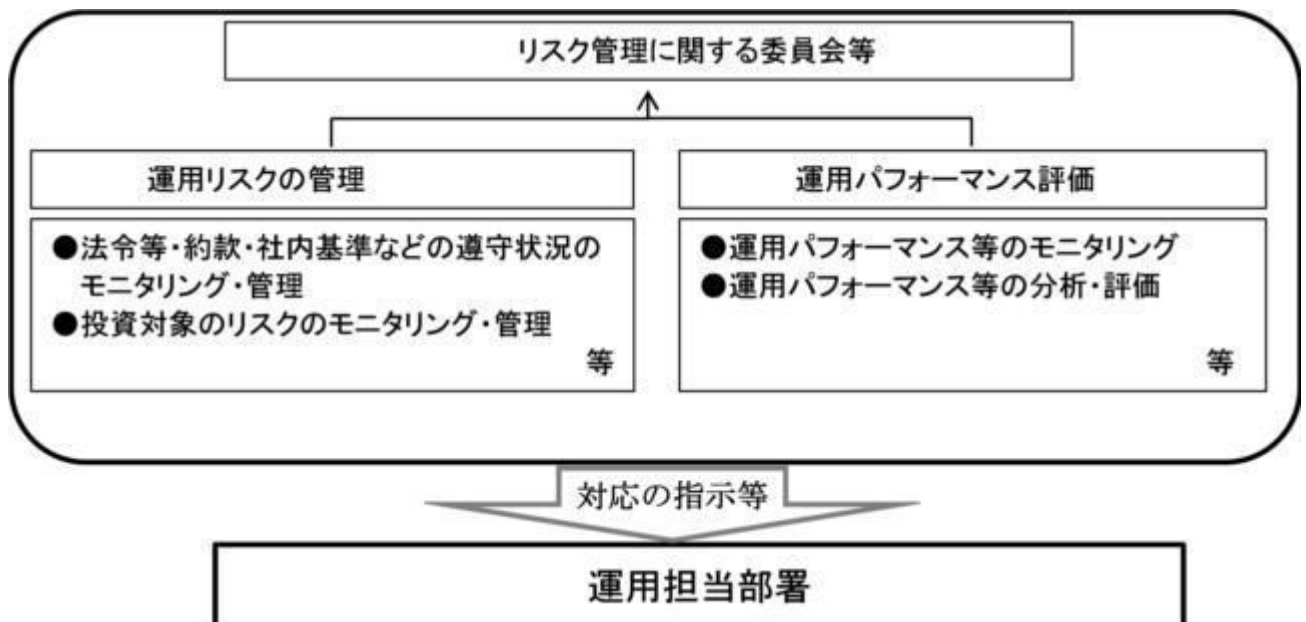 リスク管理に関する委員会等
運用リスクの管理
●法令等・約款・社内基準などの遵守状況の
モニタリング・管理
●投資対象のリスクのモニタリング・管理
等
運用パフォーマンス評価
●運用パフォーマンス等のモニタリング
●運用パフォーマンス等の分析・評価
等
対応の指示等
運用担当部署